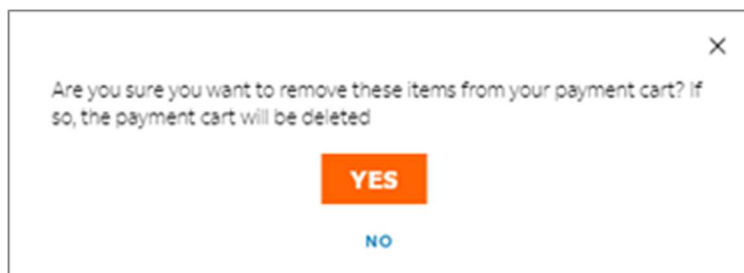 Are you sure you want to remove these items from your payment cart? If
so, the payment cart will be deleted
YES
NO